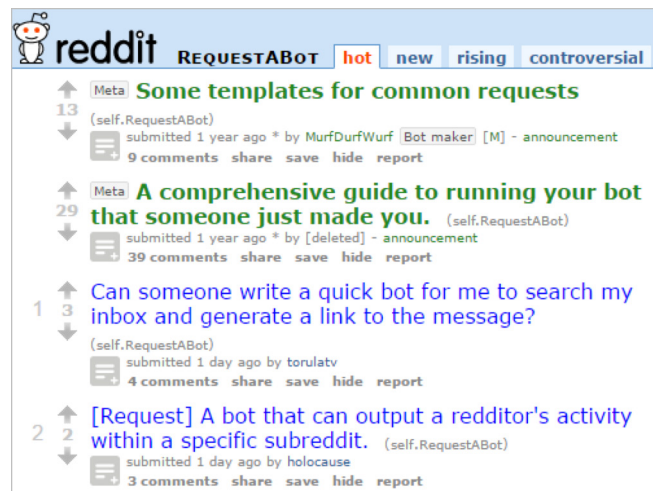 reddit REQUESTABOT hot new rising controversial
Meta Some templates for common requests
13
(self.RequestABot)
submitted 1 year ago * by MurfDurfWurf Bot maker [M] - announcement
9 comments share save hide report
Meta A comprehensive guide to running your bot
29 that someone just made you. (self.RequestABot)
submitted 1 year ago * by [deleted] - announcement
39 comments share save hide report
Can someone write a quick bot for me to search my
1 3 inbox and generate a link to the message?
(self.RequestABot)
submitted 1 day ago by torulatv
4 comments share save hide report
[Request] A bot that can output a redditor's activity
2 2 within a specific subreddit. (self.RequestABot)
submitted 1 day ago by holocause
3 comments share save hide report